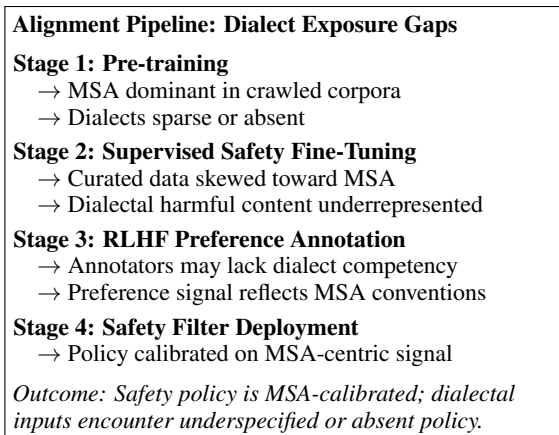 Alignment Pipeline: Dialect Exposure Gaps
Stage 1: Pre-training
→ MSA dominant in crawled corpora
→ Dialects sparse or absent
Stage 2: Supervised Safety Fine-Tuning
→ Curated data skewed toward MSA
→ Dialectal harmful content underrepresented
Stage 3: RLHF Preference Annotation
→ Annotators may lack dialect competency
→ Preference signal reflects MSA conventions
Stage 4: Safety Filter Deployment
→ Policy calibrated on MSA-centric signal
Outcome: Safety policy is MSA-calibrated; dialectal
inputs encounter underspecified or absent policy.